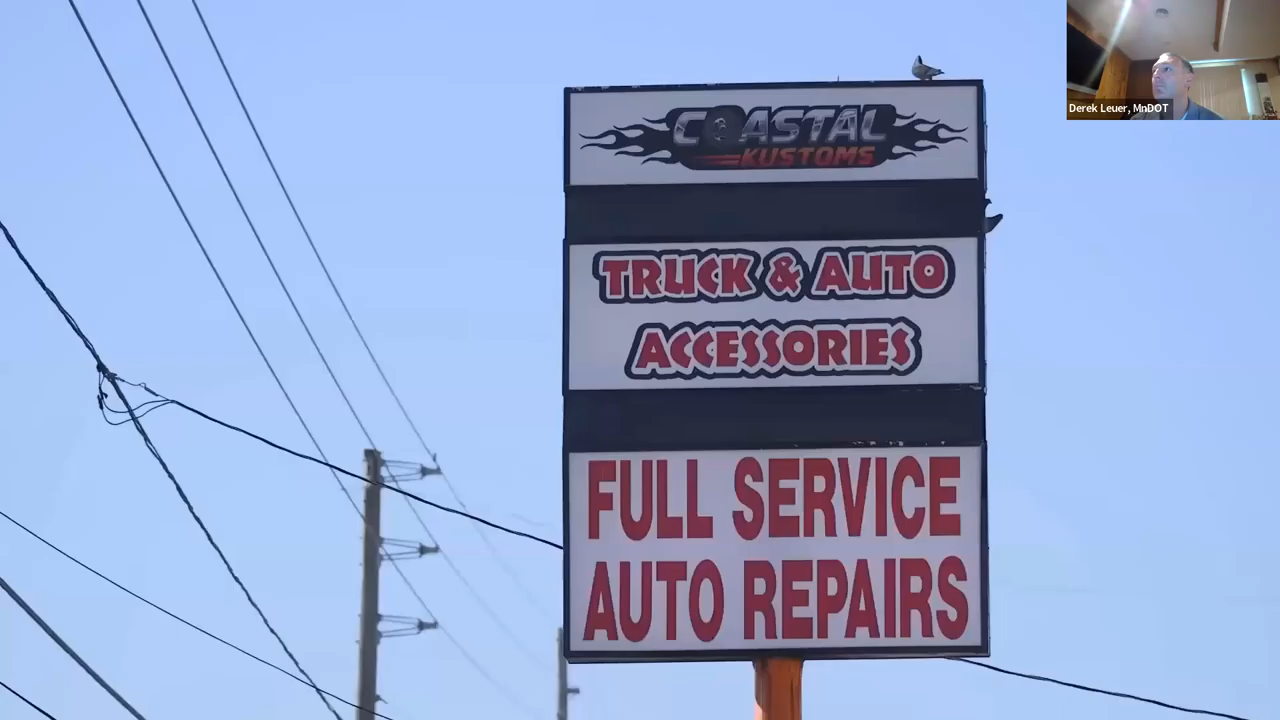 Derek Leuer, MnDOT
COASTAL
KUSTOMS
TRUCK & AUTO
ACCESSORIES
FULL SERVICE
AUTO REPAIRS